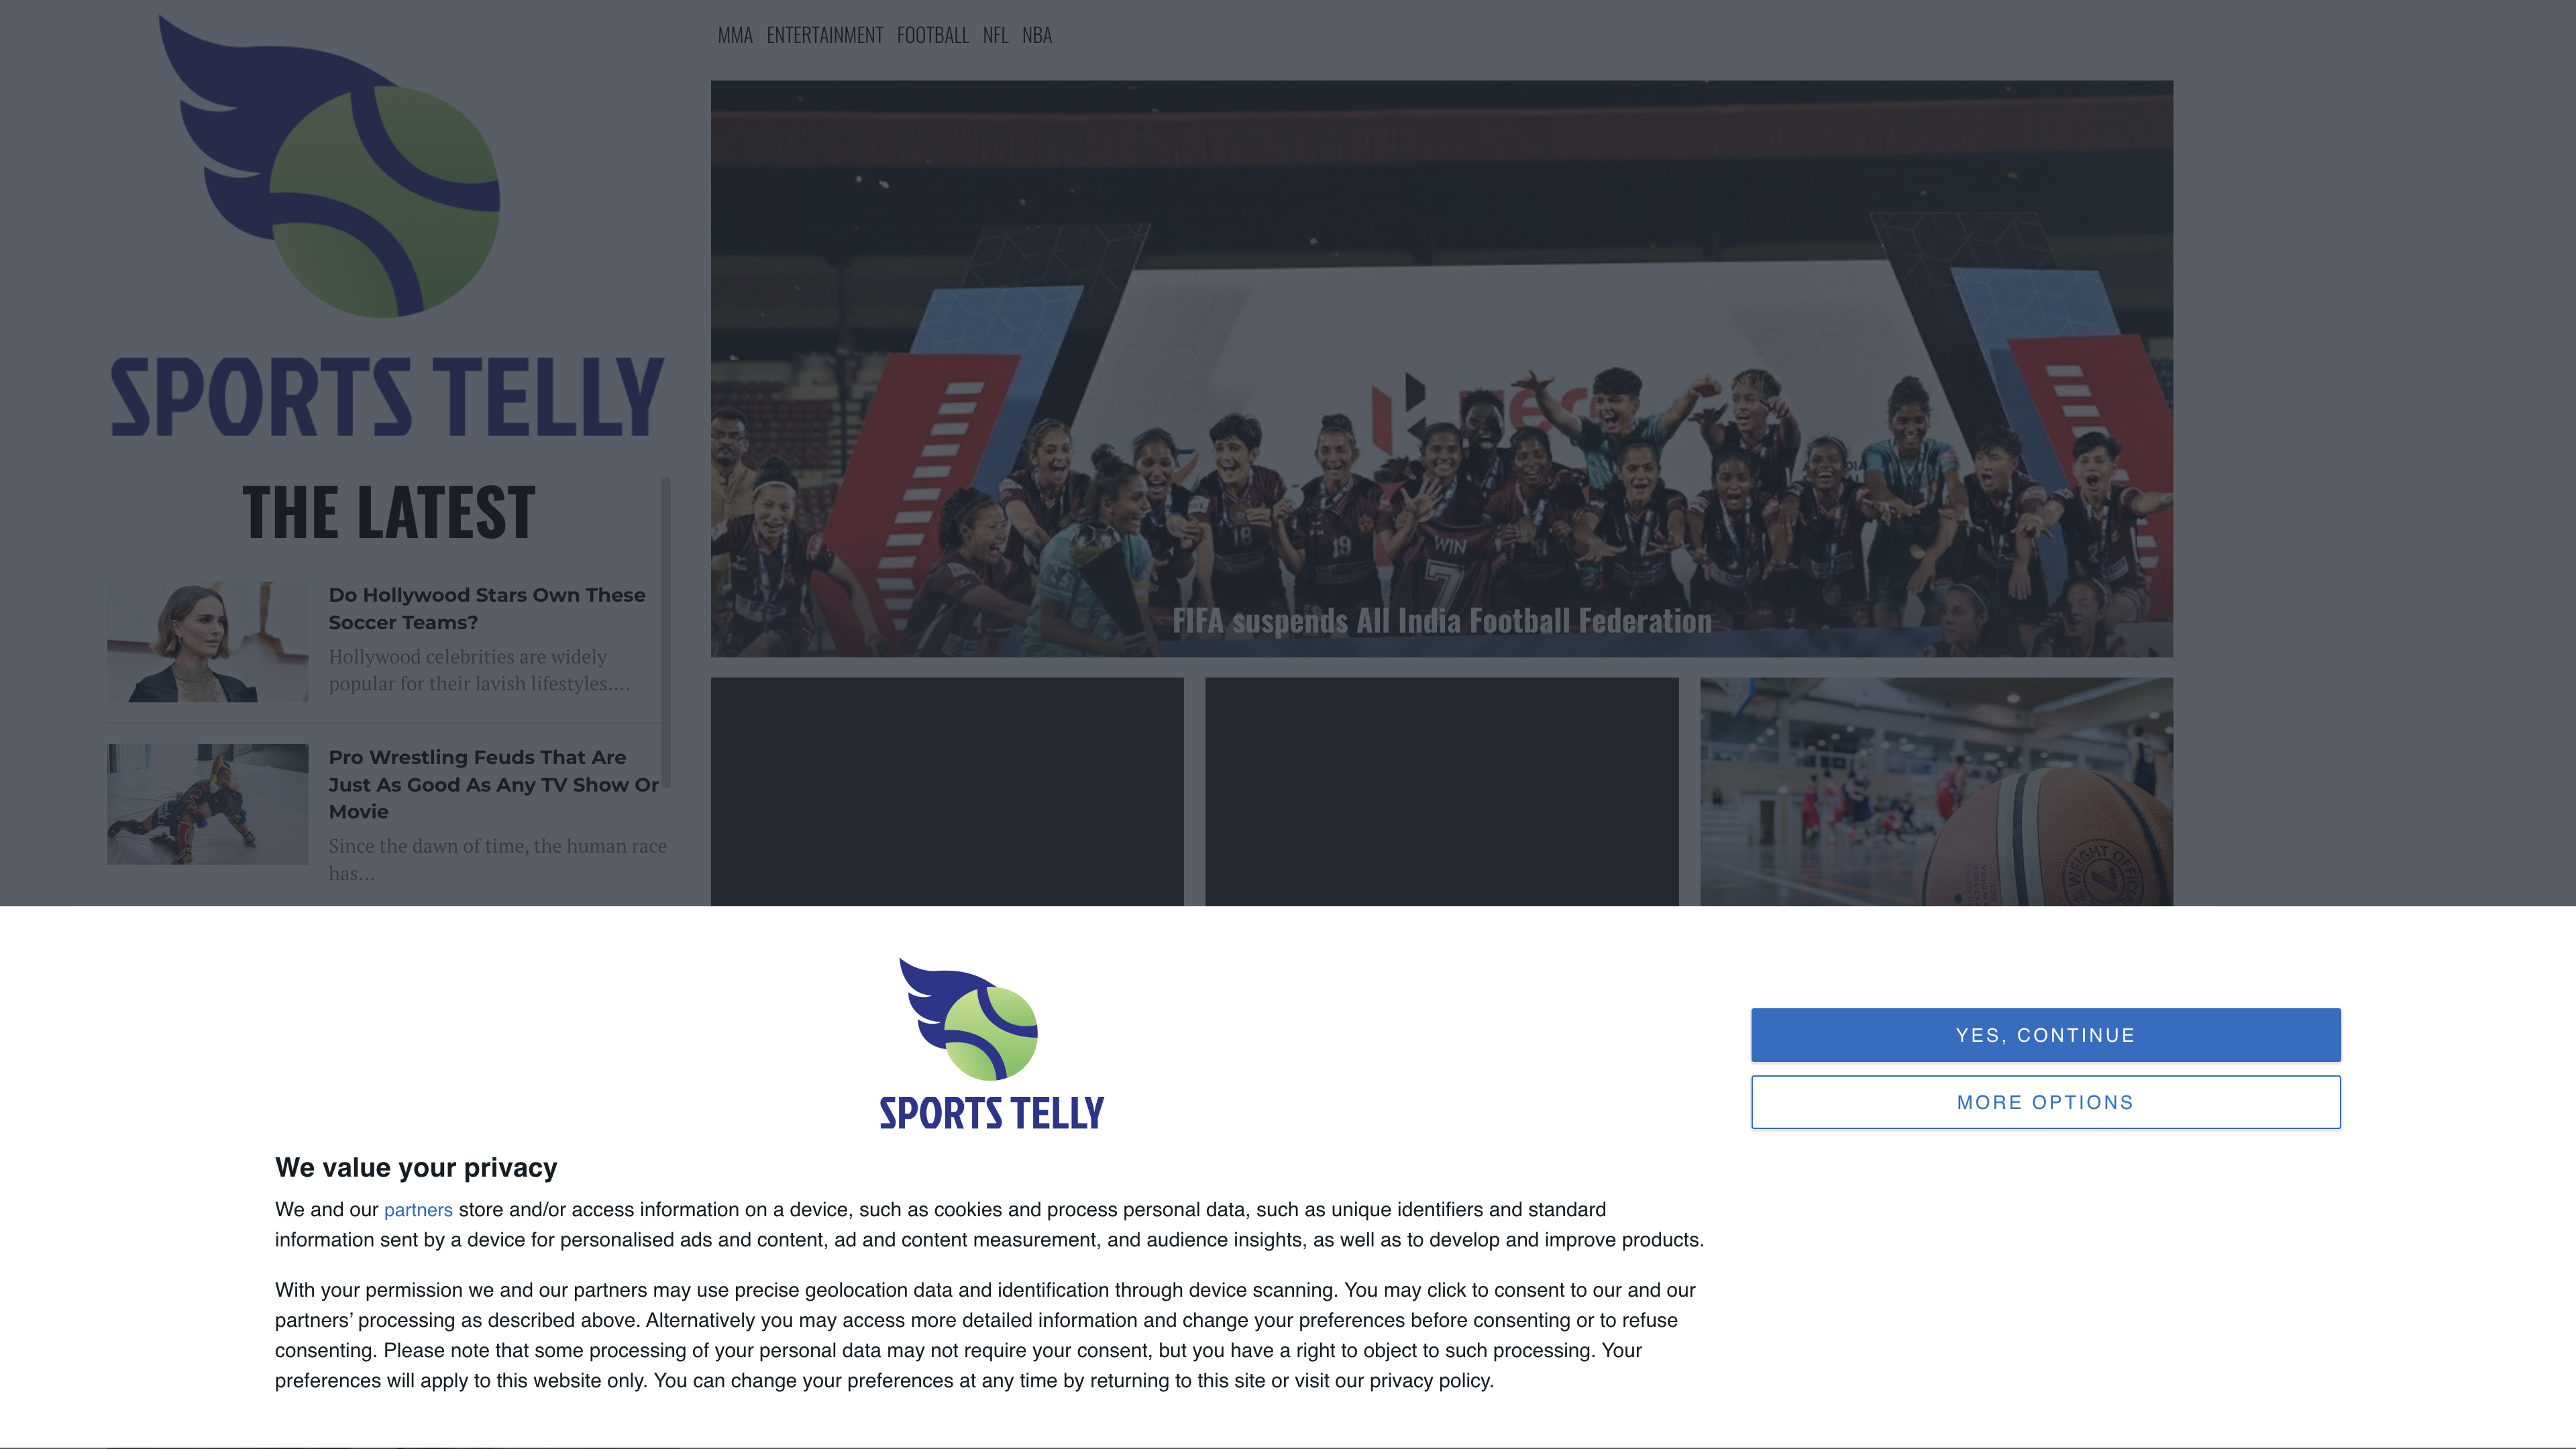 MMA ENTERTAINMENT FOOTBALL NFL NBA
SPORTS TELLY
THE LATEST
Do Hollywood Stars Own These
Soccer Teams?
Hollywood celebrities are widely
popular for their lavish lifestyles....
Pro Wrestling Feuds That Are
Just As Good As Any TV Show Or
Movie
Since the dawn of time, the human race
has...
18
19
WIN
7
FIFA suspends All India Football Federation
WEIGHT OFFIC
SPORTS TELLY
YES, CONTINUE
MORE OPTIONS
We value your privacy
We and our partners store and/or access information on a device, such as cookies and process personal data, such as unique identifiers and standard
information sent by a device for personalised ads and content, ad and content measurement, and audience insights, as well as to develop and improve products.
With your permission we and our partners may use precise geolocation data and identification through device scanning. You may click to consent to our and our
partners’ processing as described above. Alternatively you may access more detailed information and change your preferences before consenting or to refuse
consenting. Please note that some processing of your personal data may not require your consent, but you have a right to object to such processing. Your
preferences will apply to this website only. You can change your preferences at any time by returning to this site or visit our privacy policy.